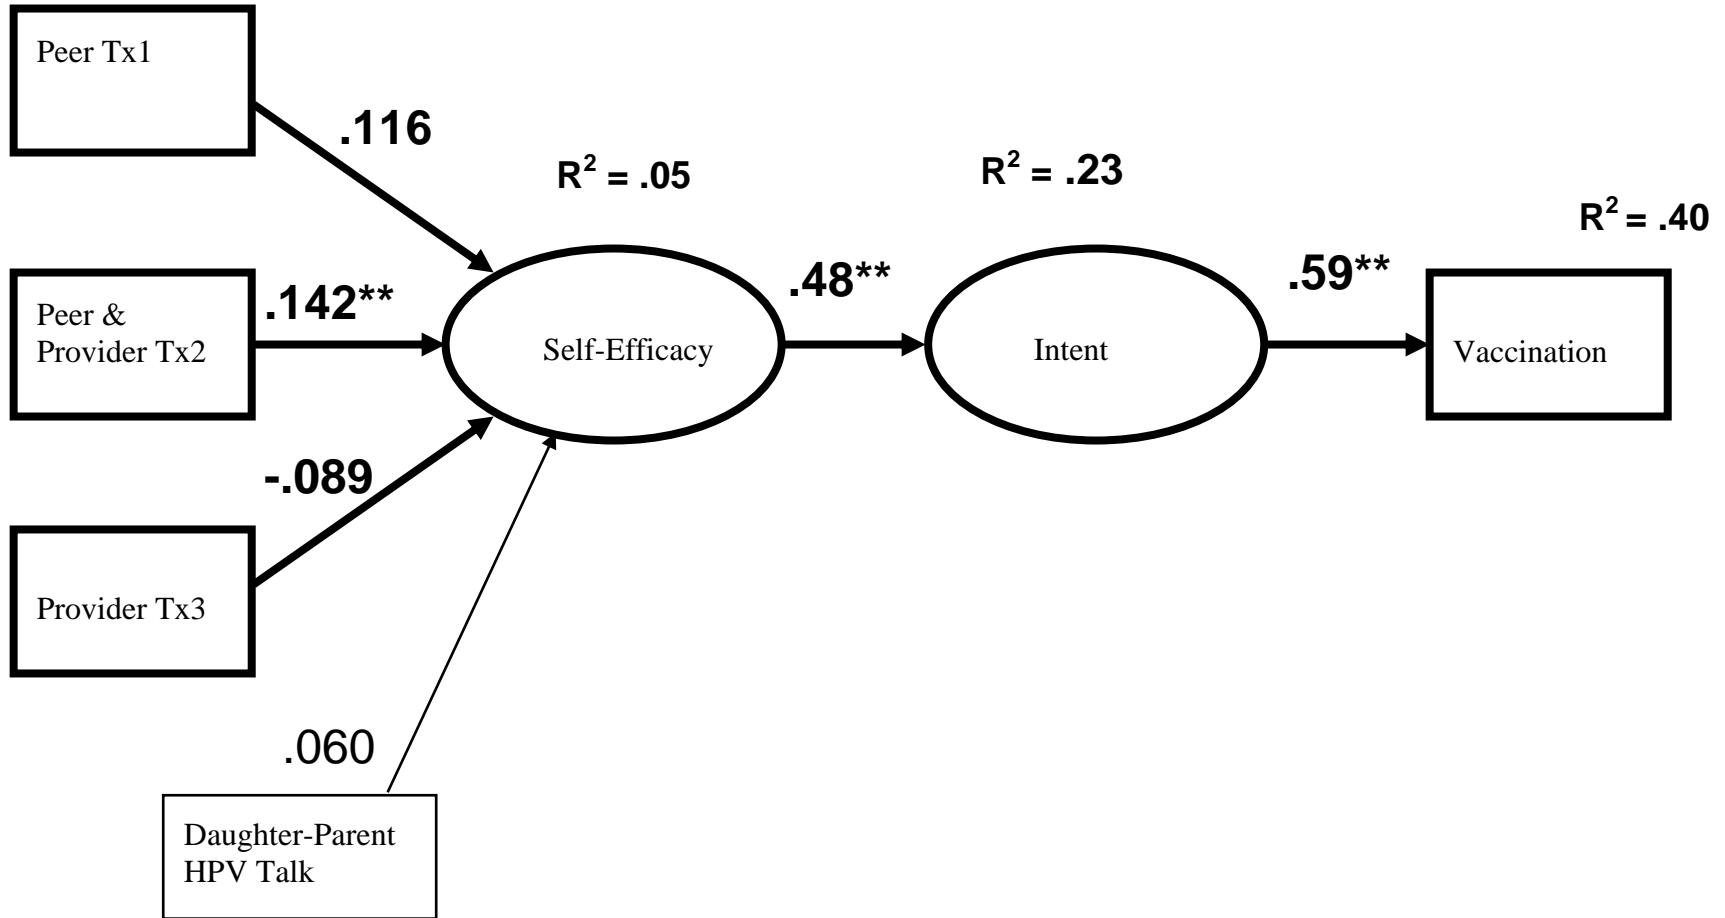 Peer Tx1
.116
R² = .05
R² = .23
R² = .40
Peer &
Provider Tx2
.142**
Self-Efficacy
.48**
Intent
.59**
Vaccination
-.089
Provider Tx3
.060
Daughter-Parent
HPV Talk